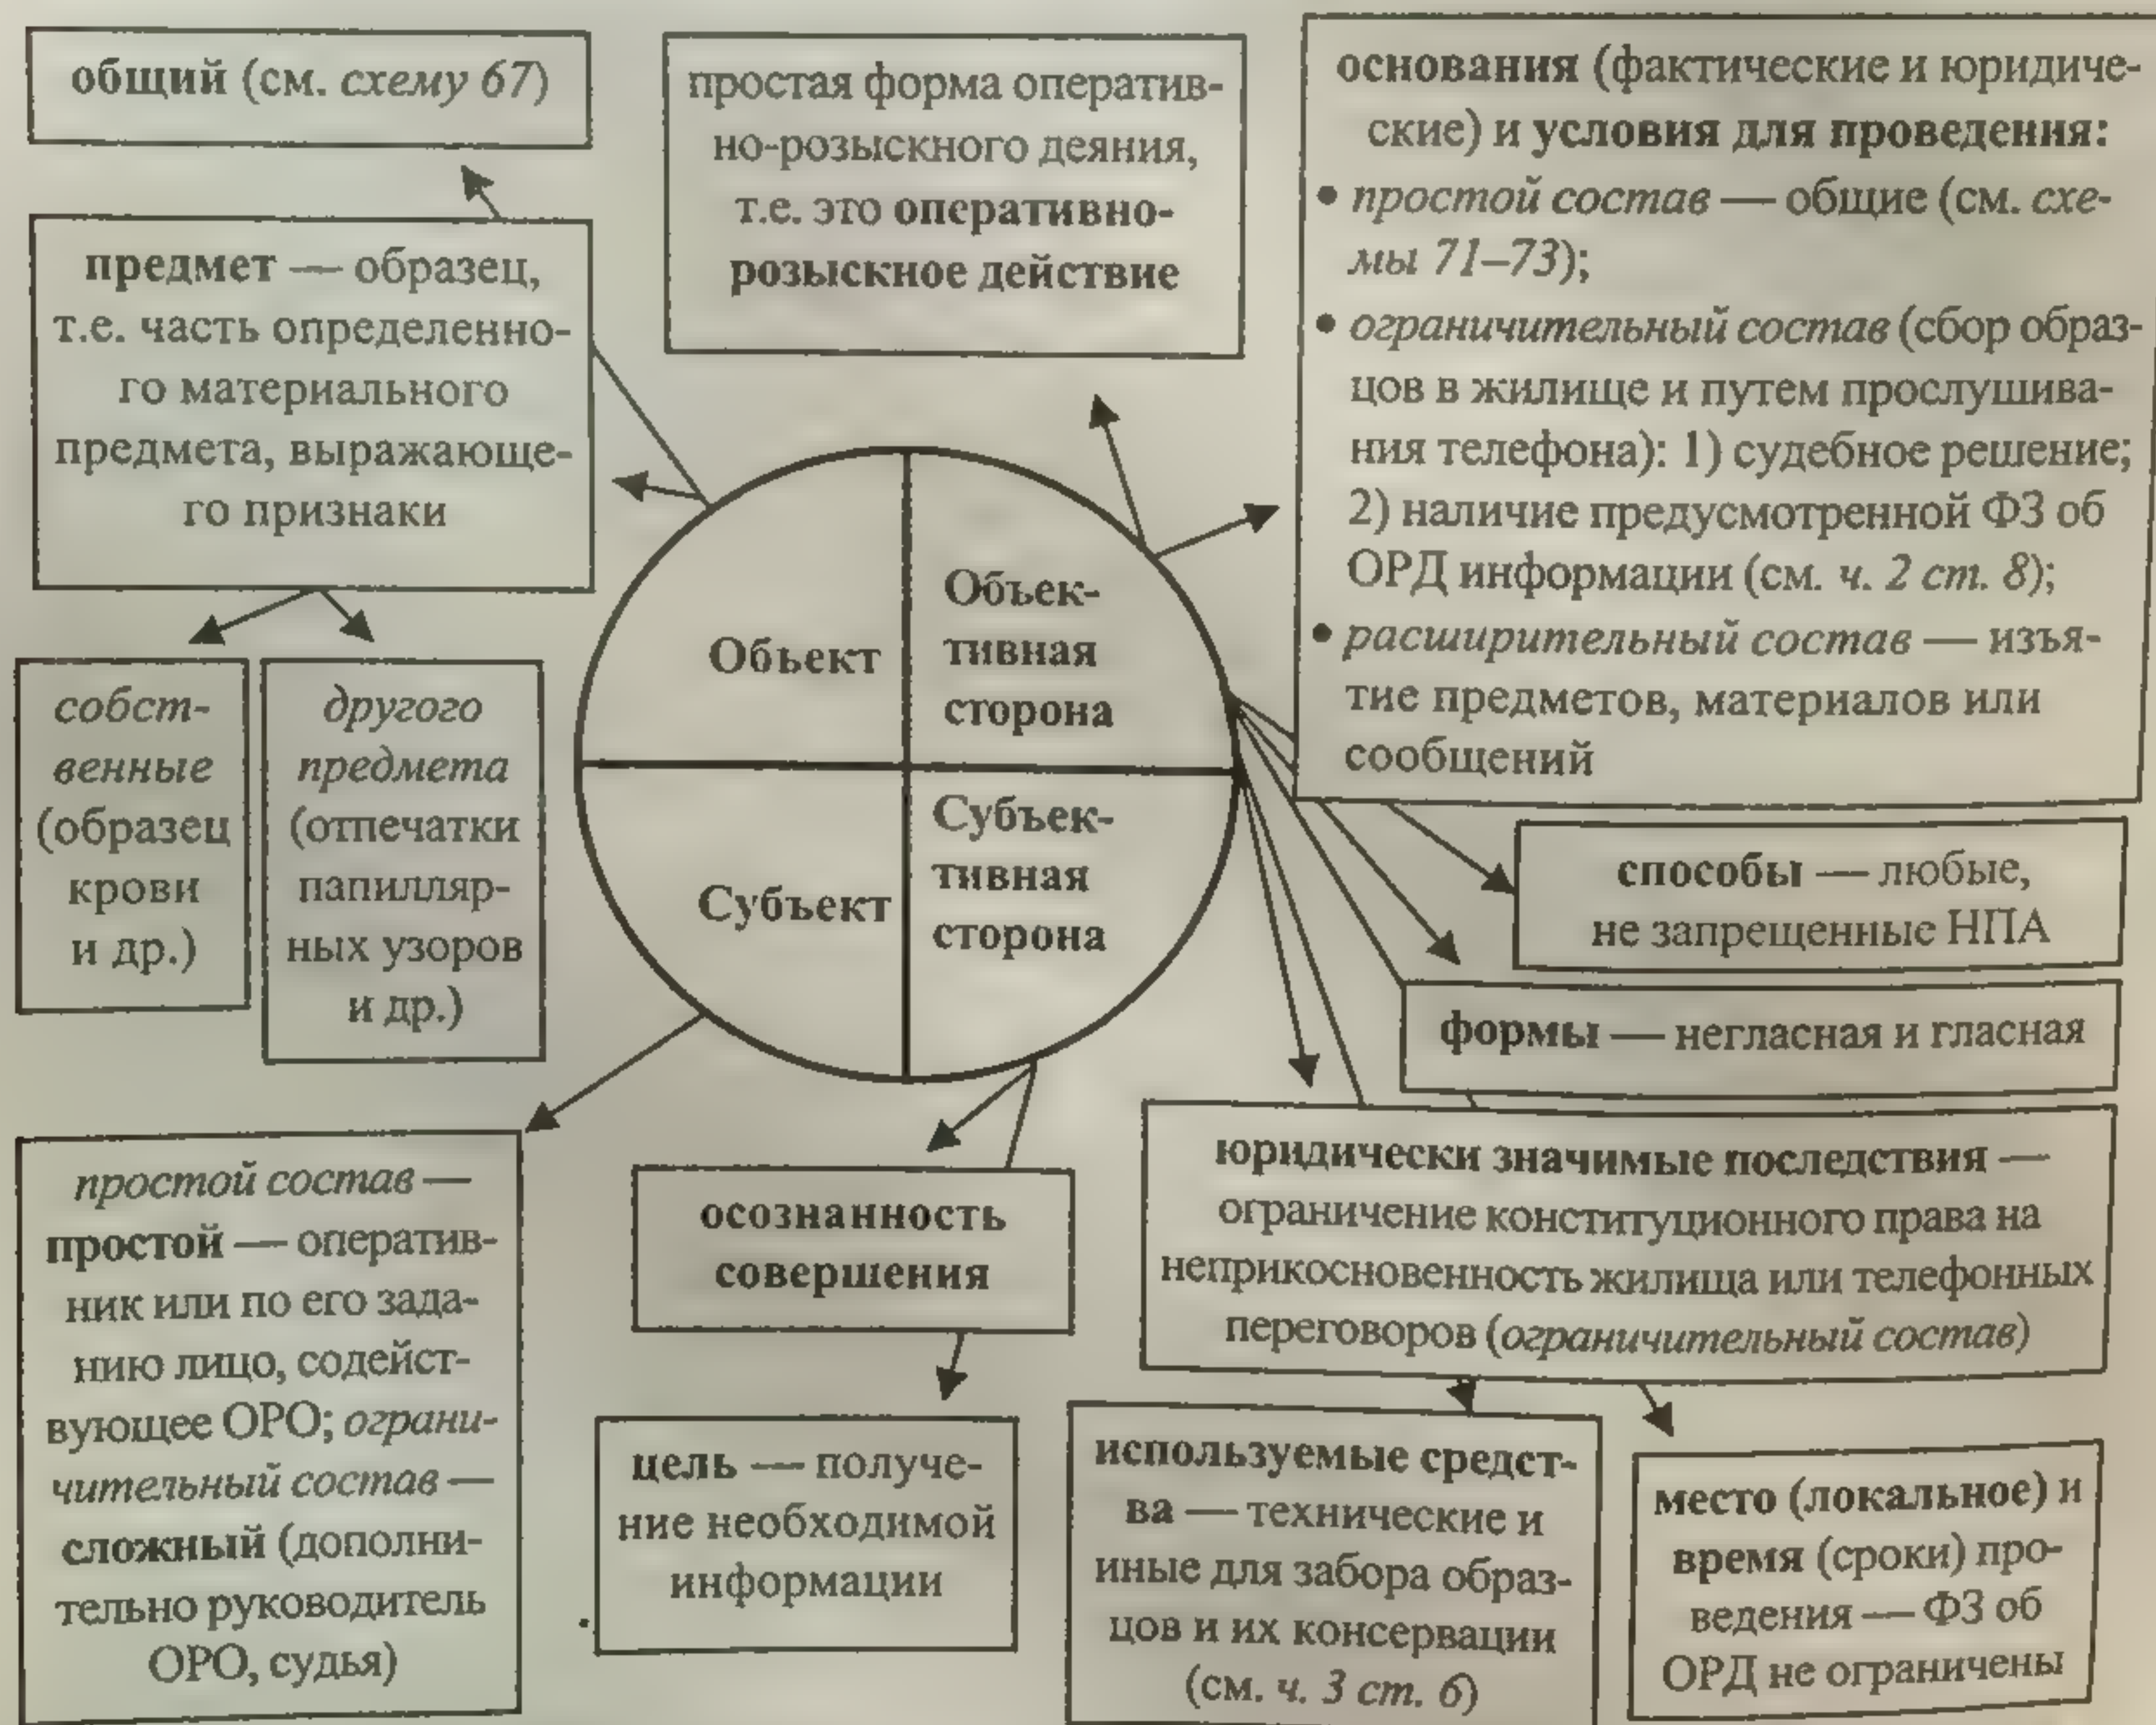 общий (см. схему 67)
предмет — образец,
т.е. часть определенно-
го материального
предмета, выражающе-
го признаки
собст-
венные
(образец
крови
и др.)
другого
предмета
(отпечатки
папилляр-
ных узоров
и др.)
простая форма оператив-
но-розыскного деяния,
т.е. это оперативно-
розыскное действие
основания (фактические и юридиче-
ские) и условия для проведения:
• простой состав — общие (см. схе-
мы 71–73);
• ограничительный состав (сбор образ-
цов в жилище и путем прослушива-
ния телефона): 1) судебное решение;
2) наличие предусмотренной ФЗ об
ОРД информации (см. ч. 2 ст. 8);
• расширительный состав — изъя-
тие предметов, материалов или
сообщений
Объект
Объек-
тивная
сторона
Субъект
Субъек-
тивная
сторона
способы — любые,
не запрещенные НПА
формы — негласная и гласная
юридически значимые последствия —
ограничение конституционного права на
неприкосновенность жилища или телефонных
переговоров (ограничительный состав)
простой состав —
простой — оператив-
ник или по его зада-
нию лицо, содейст-
вующее ОРО; ограни-
чительный состав —
сложный (дополни-
тельно руководитель
ОРО, судья)
осознанность
совершения
цель — получе-
ние необходимой
информации
используемые средст-
ва — технические и
иные для забора образ-
цов и их консервации
(см. ч. 3 ст. 6)
место (локальное) и
время (сроки) про-
ведения — ФЗ об
ОРД не ограничены